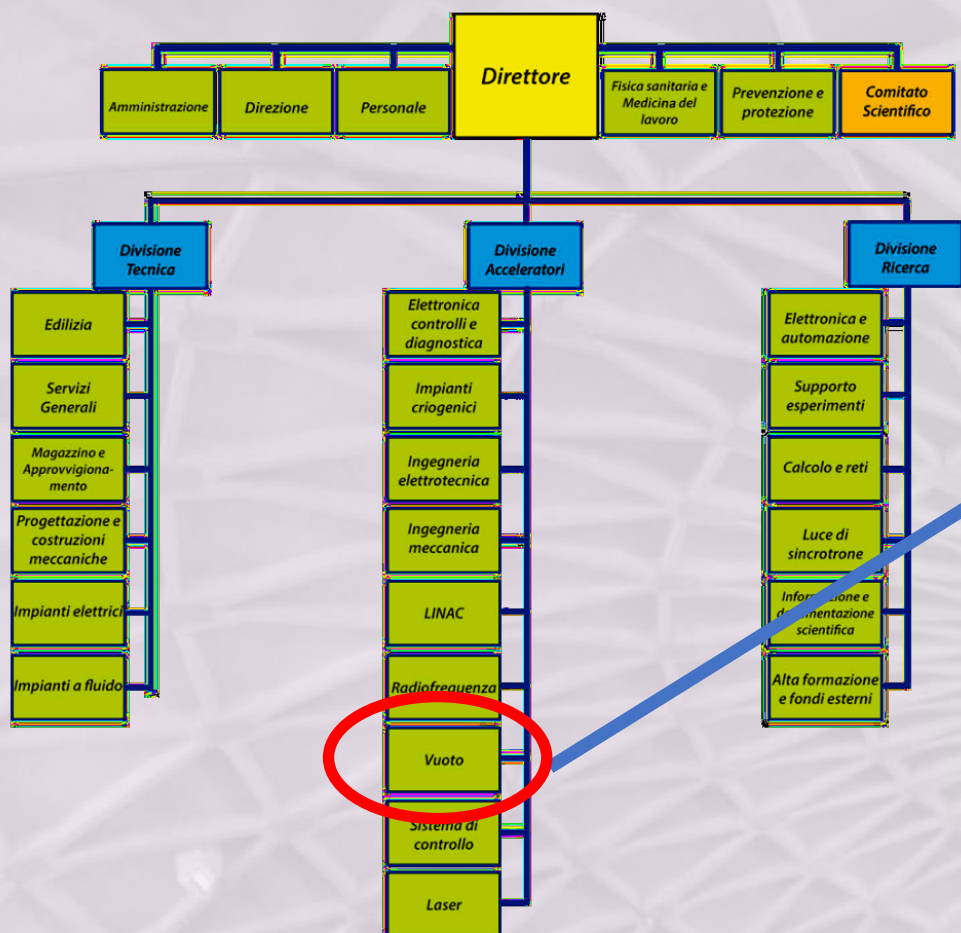 Direttore
Amministrazione
Direzione
Personale
Fisica sanitaria e
Medicina del
lavoro
Prevenzione e
protezione
Comitato
Scientifico
Divisione
Tecnica
Edilizia
Servizi
Generali
Magazzino e
Approvvigiona-
mento
Progettazione e
costruzioni
meccaniche
Impianti elettrici
Impianti a fluido
Divisione
Acceleratori
Elettronica
controlli e
diagnostica
Impianti
criogenici
Ingegneria
elettrotecnica
Ingegneria
meccanica
LINAC
Radiofrequenza
Vuoto
Sistema di
controllo
Laser
Divisione
Ricerca
Elettronica e
automazione
Supporto
esperimenti
Calcolo e reti
Luce di
sincrotrone
Informazione e
documentazione
scientifica
Alta formazione
e fondi esterni